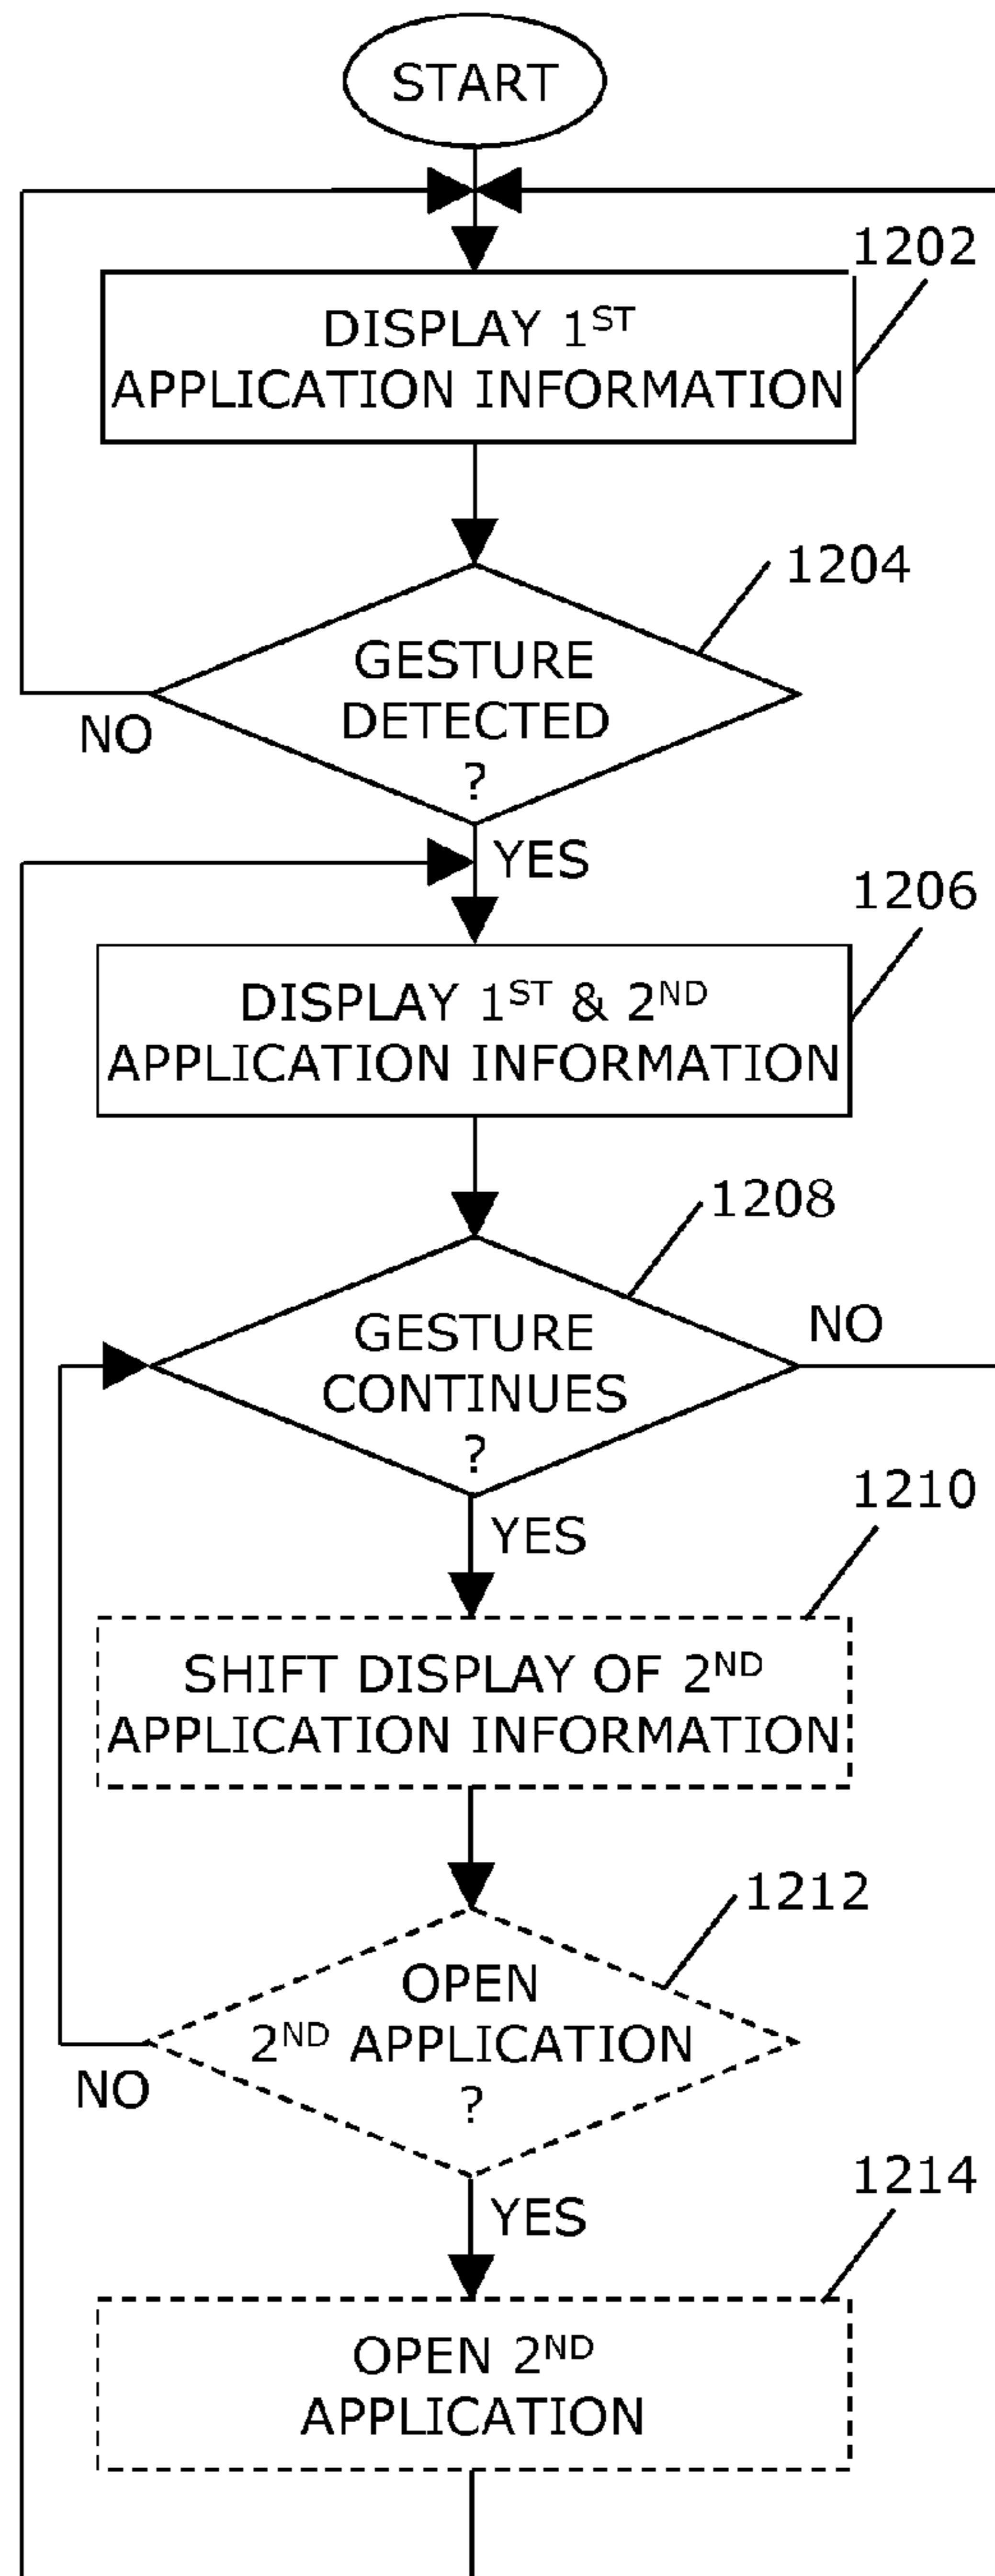 START
1202
DISPLAY 1ST
APPLICATION INFORMATION
1204
GESTURE
DETECTED
?
NO
YES
1206
DISPLAY 1ST & 2ND
APPLICATION INFORMATION
1208
GESTURE
CONTINUES
?
NO
YES
1210
SHIFT DISPLAY OF 2ND
APPLICATION INFORMATION
1212
OPEN
2ND APPLICATION
?
NO
YES
1214
OPEN 2ND
APPLICATION